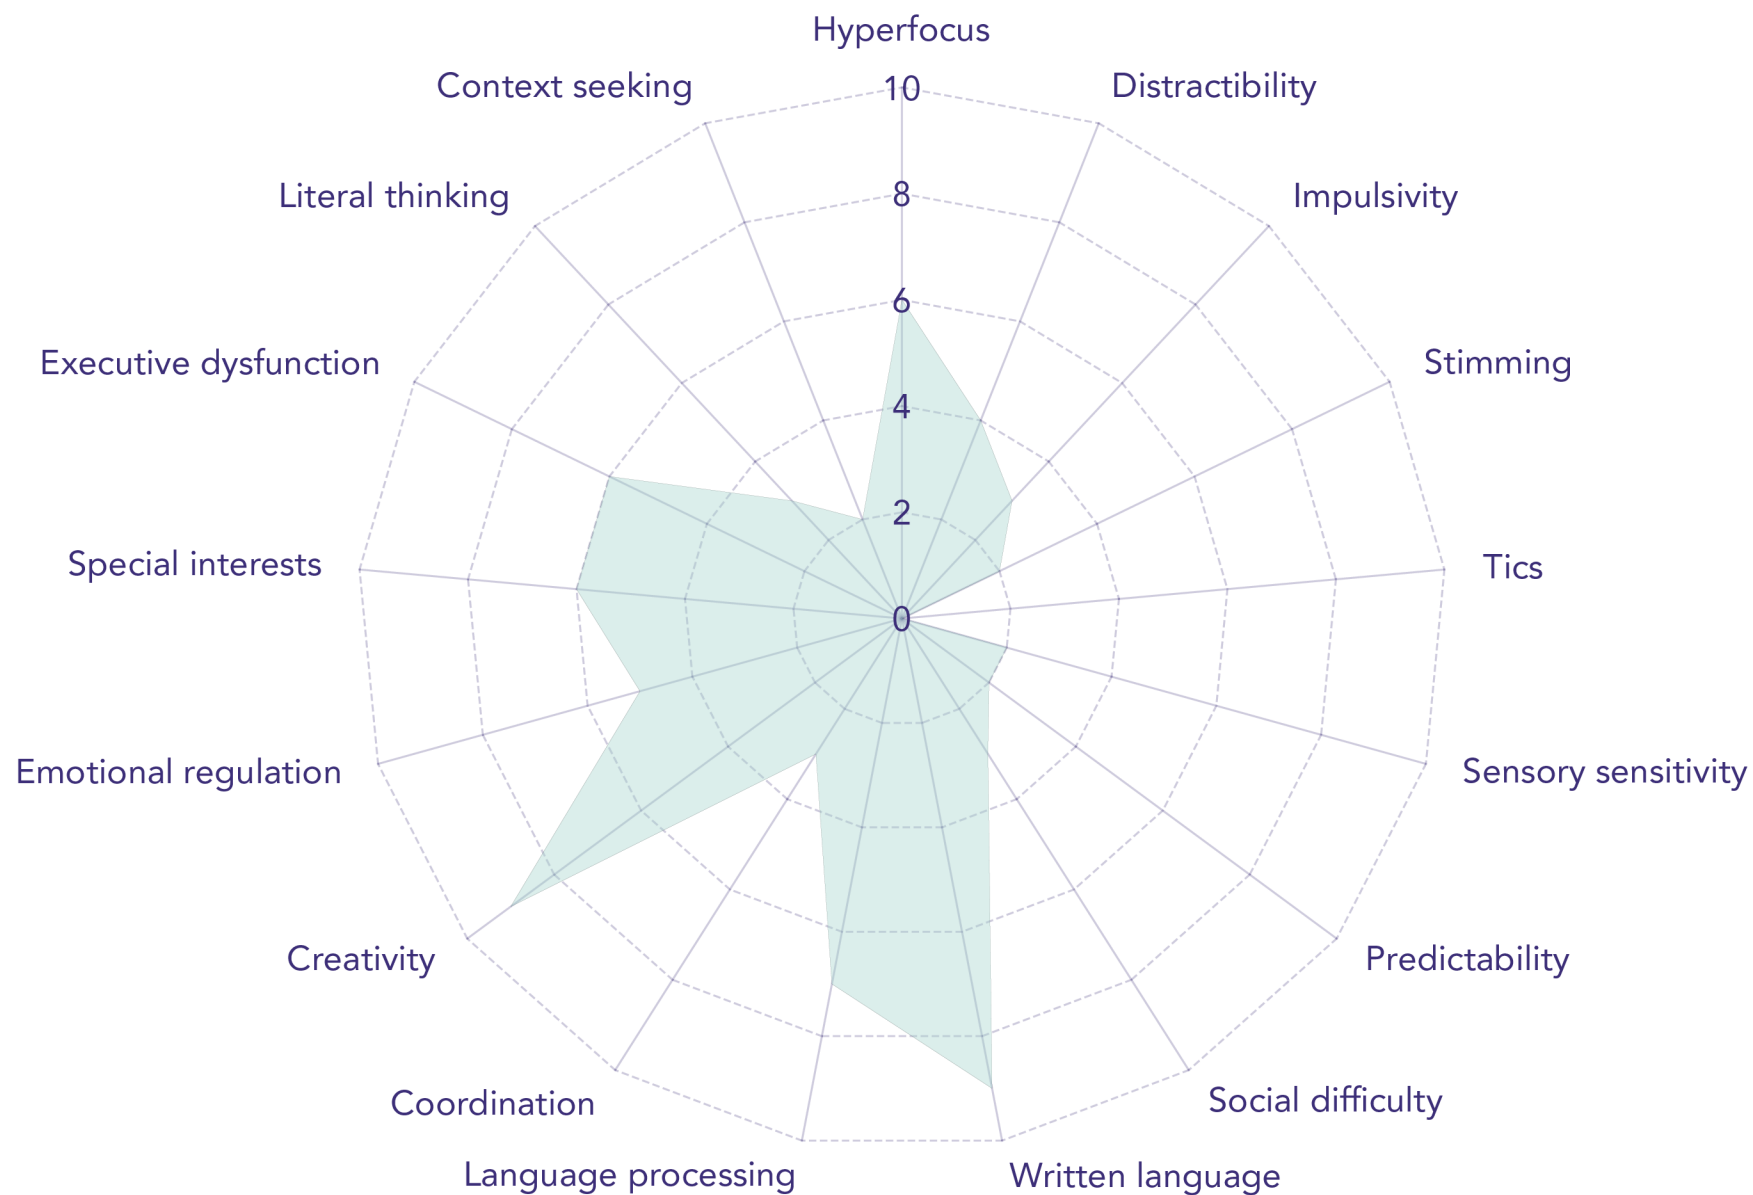 Hyperfocus
Context seeking
Distractibility
10
Literal thinking
Impulsivity
8
6
Executive dysfunction
Stimming
4
2
Special interests
Tics
0
Emotional regulation
Sensory sensitivity
Creativity
Predictability
Coordination
Social difficulty
Language processing
Written language